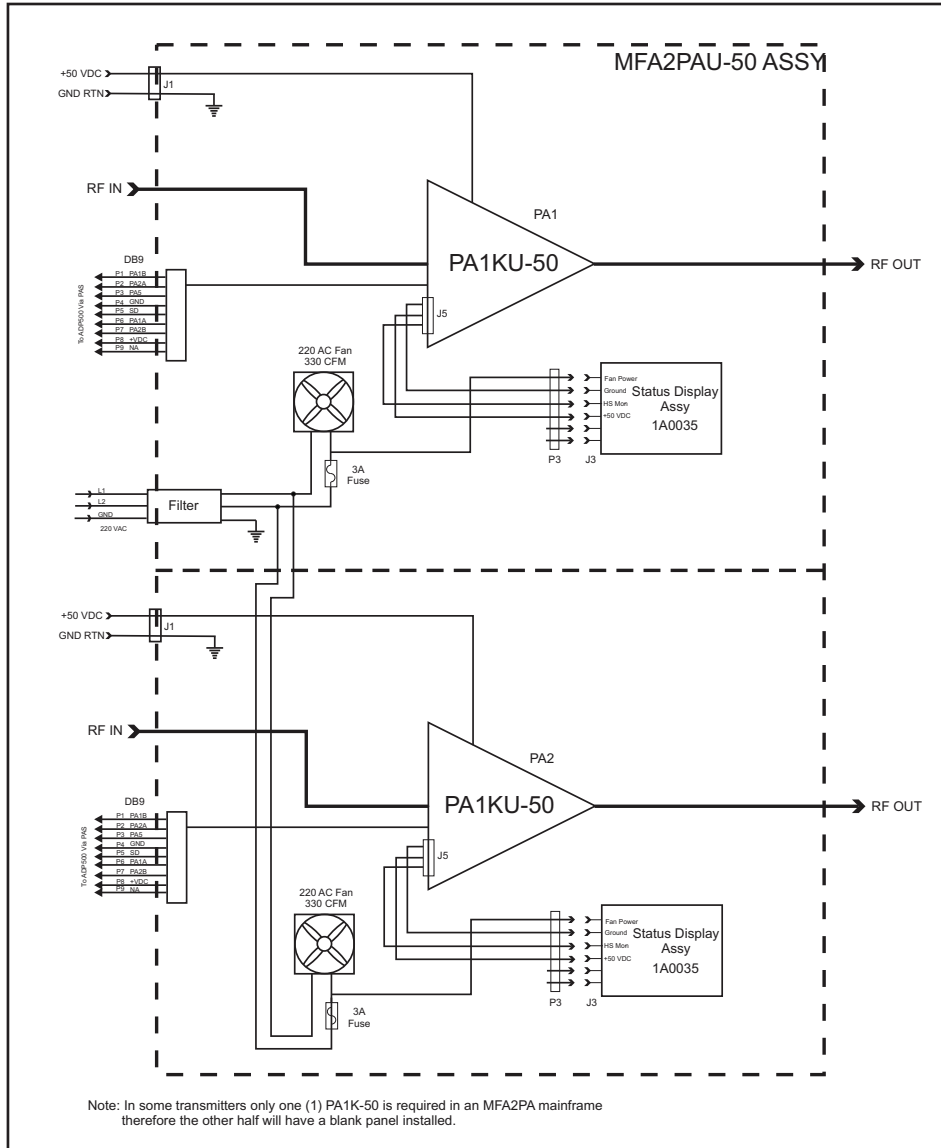 MFA2PAU-50 ASSY
+50 VDC
J1
GND RTN
RF IN
PA1
PA1KU-50
RF OUT
DB9
To ADP500 Via PAS
P1 PA1B
P2 PA2A
P3 PA5
P4 GND
P5 SD
P6 PA1A
P7 PA2B
P8 +VDC
P9 NA
J5
220 AC Fan
330 CFM
3A
Fuse
Fan Power
Ground
HS Mon
+50 VDC
Status Display
Assy
1A0035
P3
J3
L1
L2
GND
220 VAC
Filter
+50 VDC
J1
GND RTN
RF IN
PA2
PA1KU-50
RF OUT
DB9
To ADP500 Via PAS
P1 PA1B
P2 PA2A
P3 PA5
P4 GND
P5 SD
P6 PA1A
P7 PA2B
P8 +VDC
P9 NA
J5
220 AC Fan
330 CFM
3A
Fuse
Fan Power
Ground
HS Mon
+50 VDC
Status Display
Assy
1A0035
P3
J3
Note: In some transmitters only one (1) PA1K-50 is required in an MFA2PA mainframe
therefore the other half will have a blank panel installed.